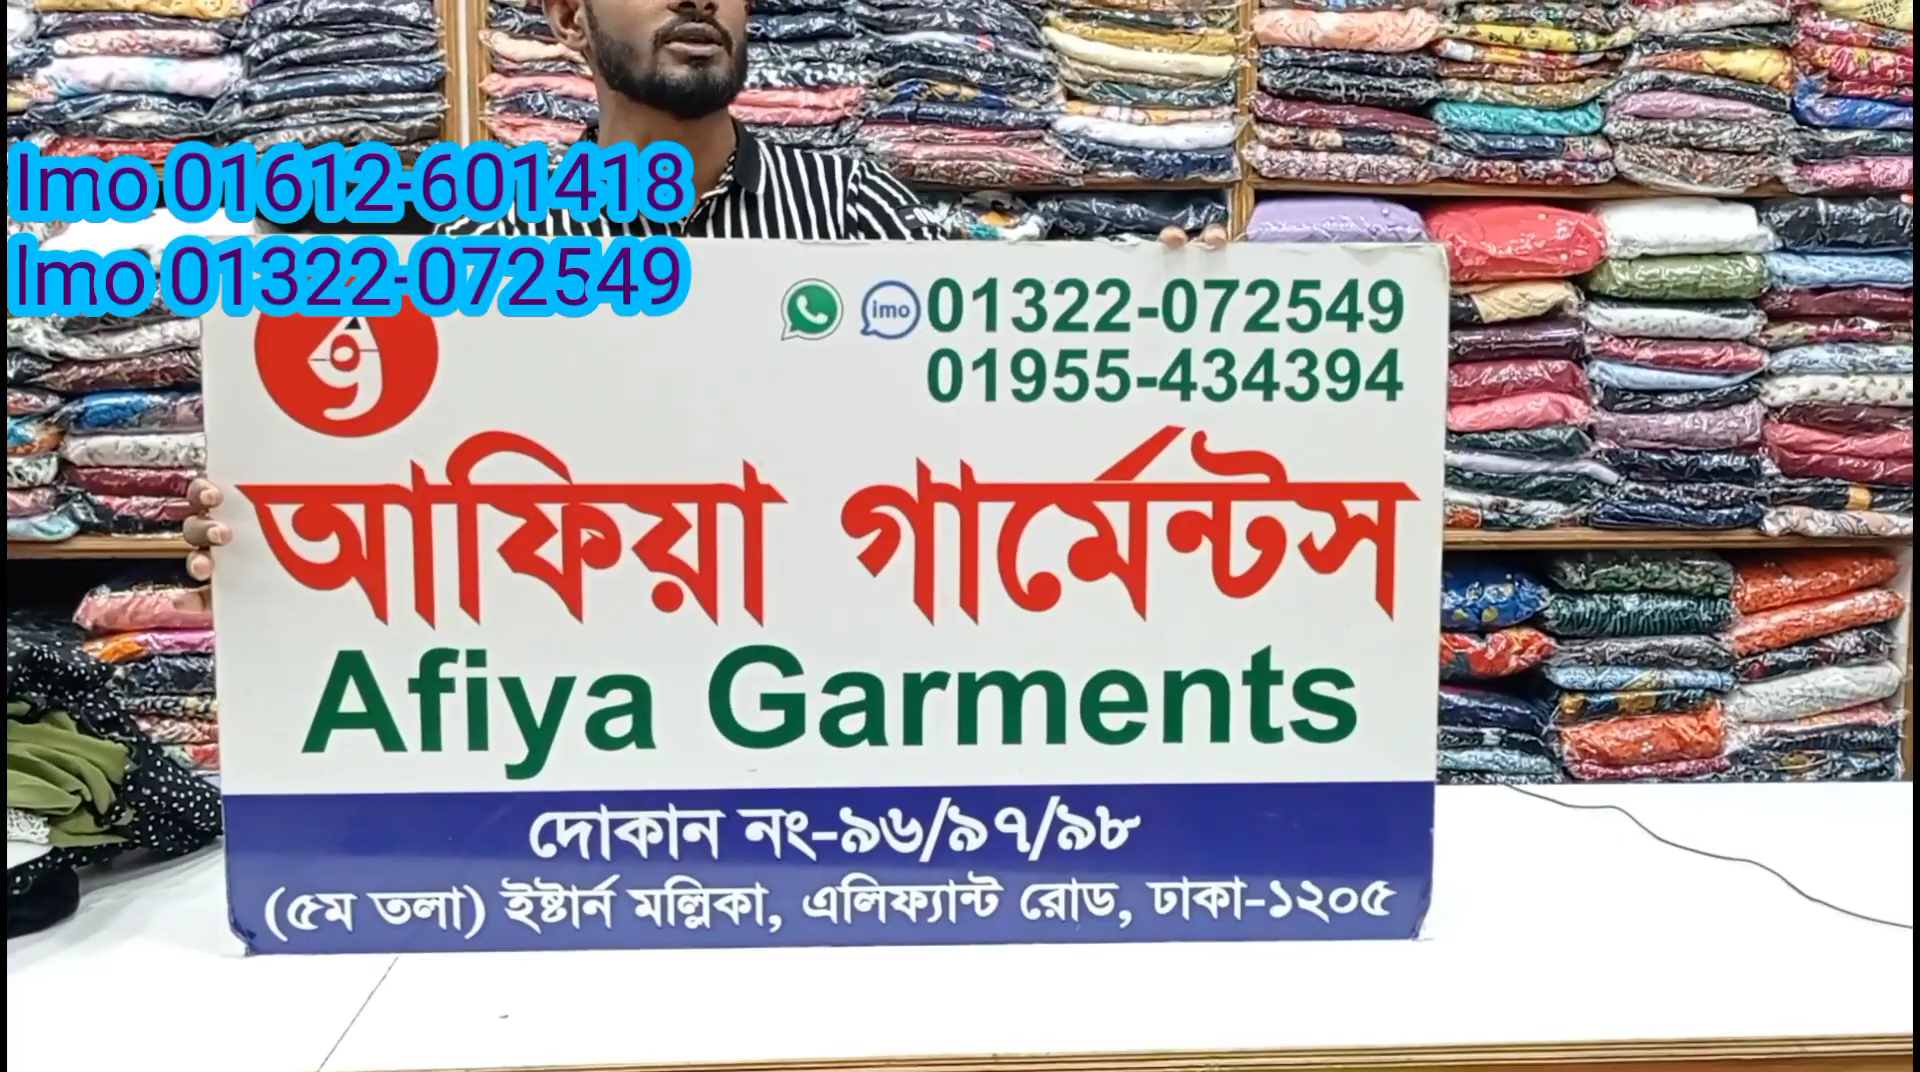 Imo 01612-601418
Imo 01322-072549
imo 01322-072549
01955-434394
আফিয়া গার্মেন্টস
Afiya Garments
দোকান নং-৯৬/৯৭/৯৮
(৫ম তলা) ইষ্টার্ন মল্লিকা, এলিফ্যান্ট রোড, ঢাকা-১২০৫